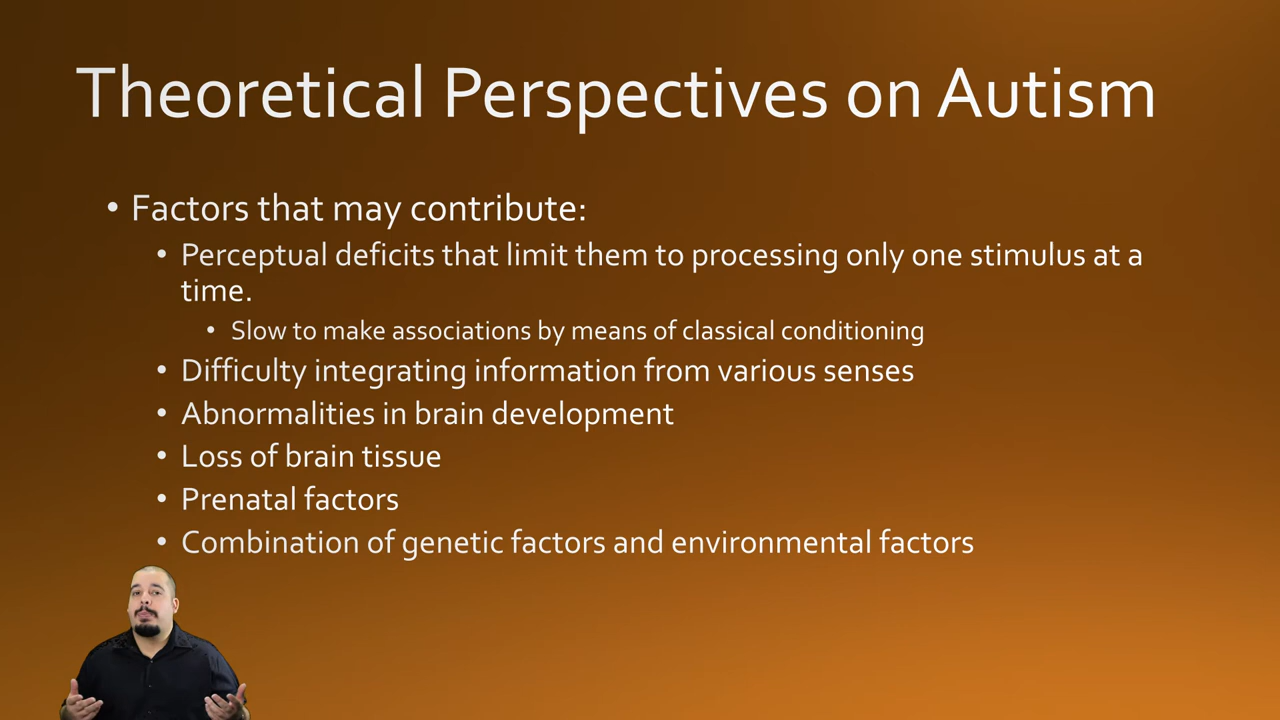 Theoretical Perspectives on Autism
• Factors that may contribute:
• Perceptual deficits that limit them to processing only one stimulus at a
time.
• Slow to make associations by means of classical conditioning
• Difficulty integrating information from various senses
• Abnormalities in brain development
• Loss of brain tissue
• Prenatal factors
• Combination of genetic factors and environmental factors